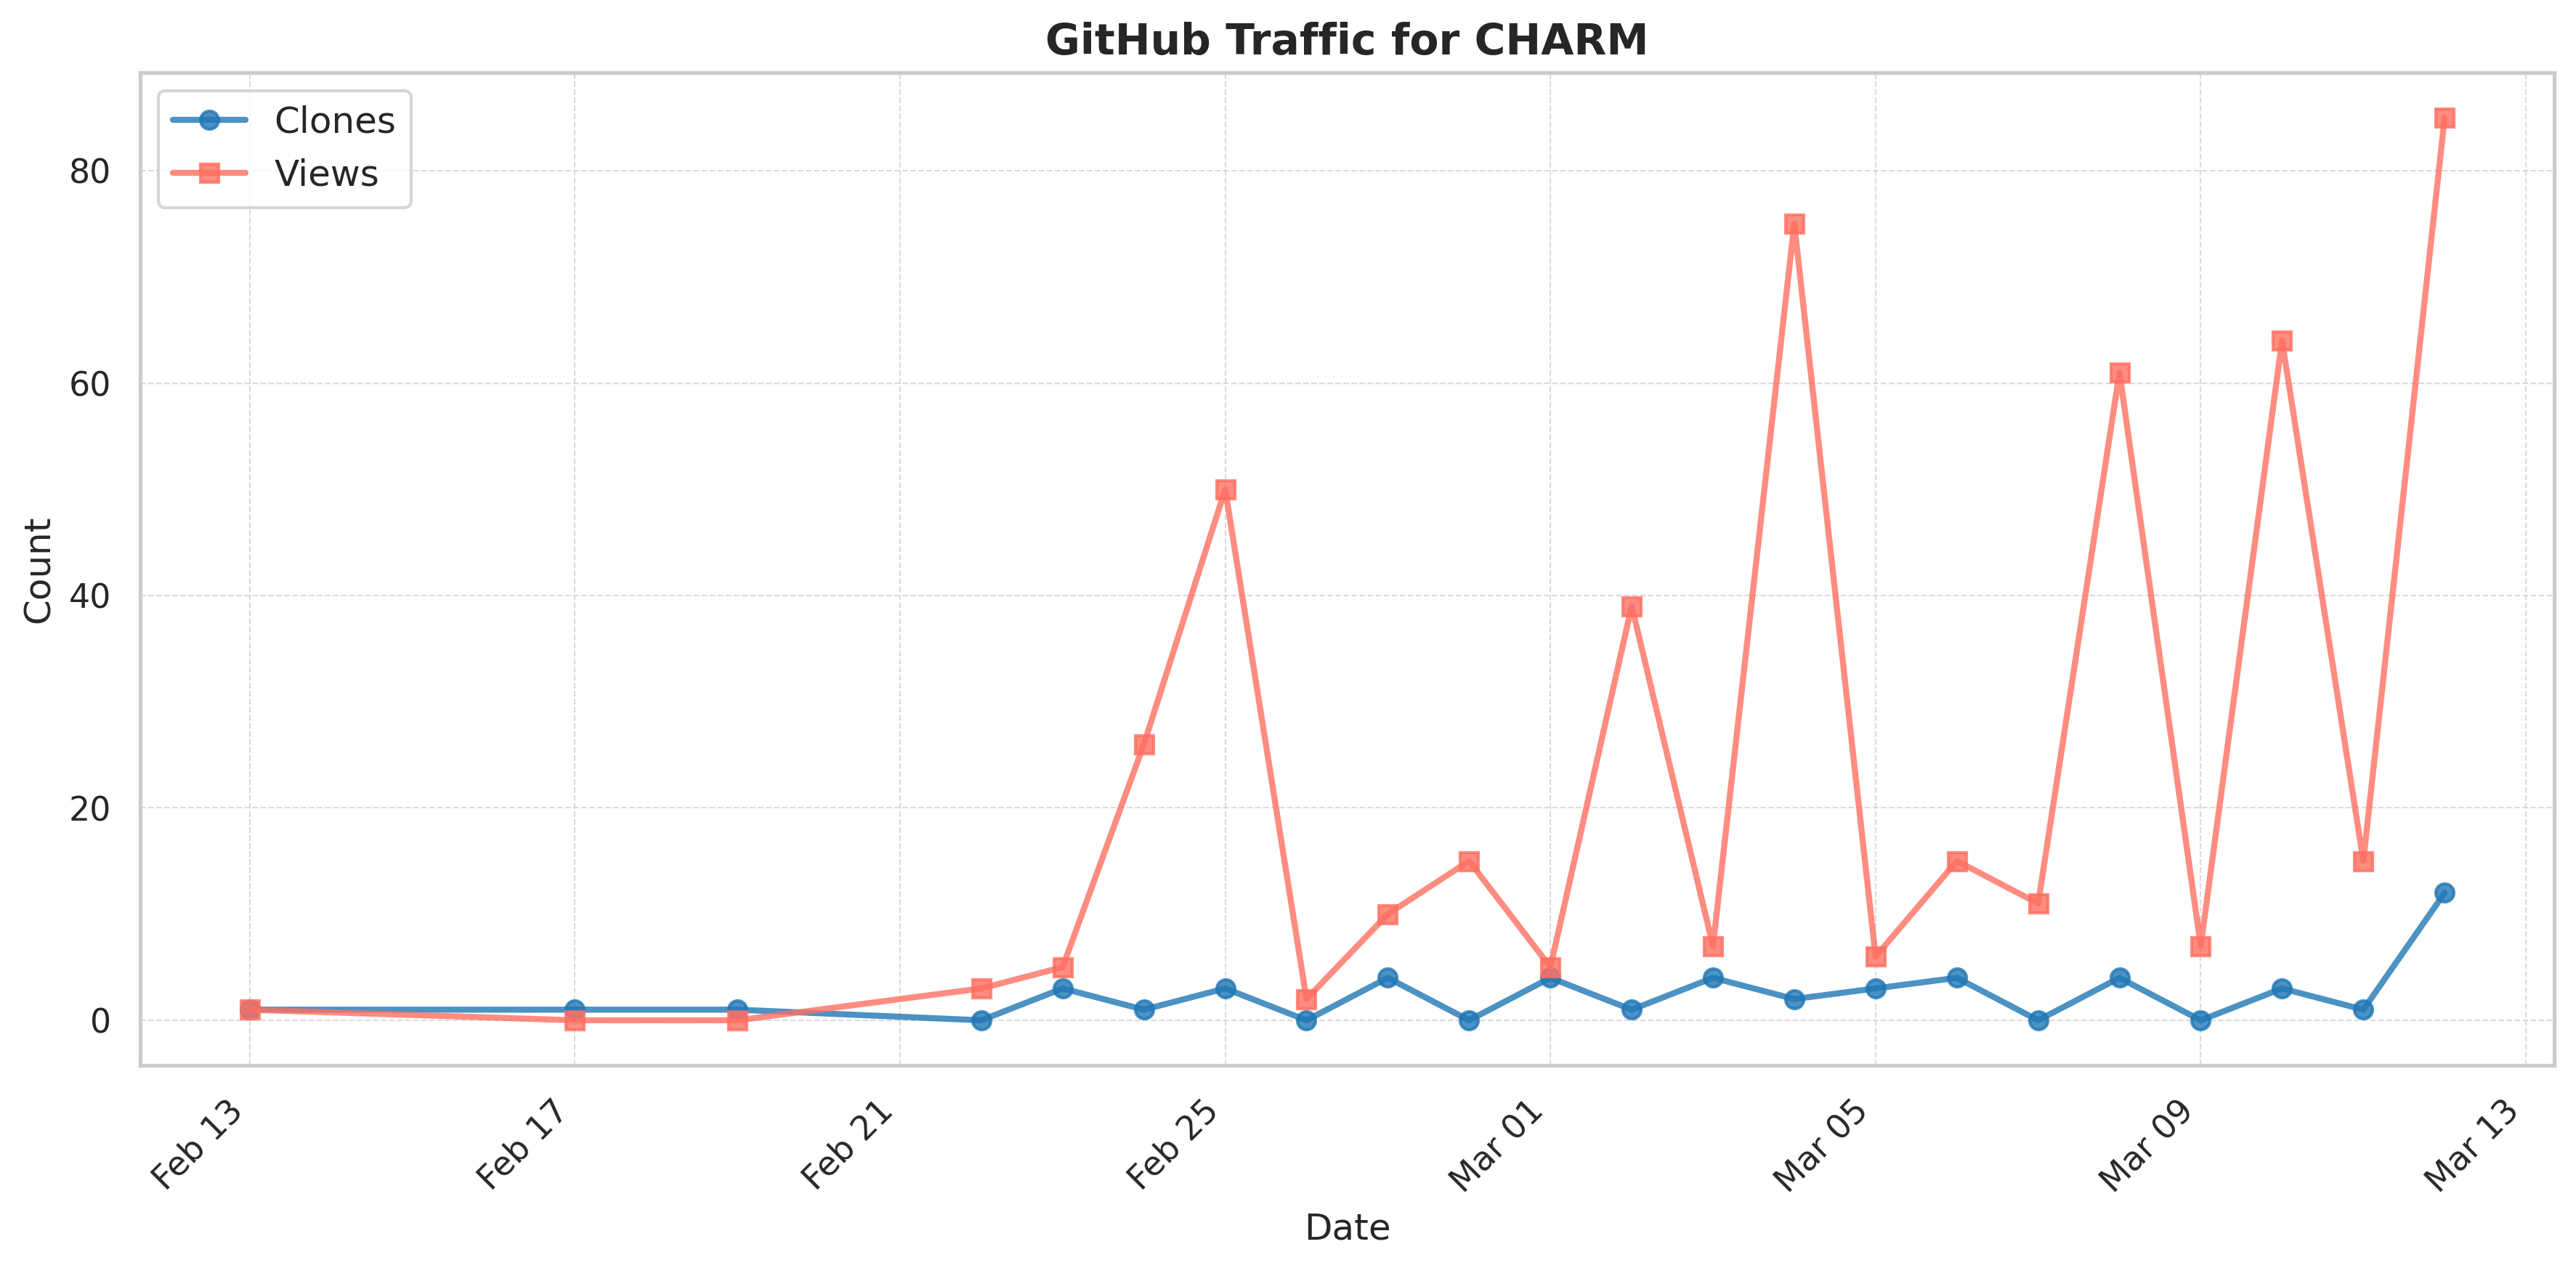 GitHub Traffic for CHARM
Clones
Views
80
60
40
20
0
Count
Feb 13
Feb 17
Feb 21
Feb 25
Mar 01
Mar 05
Mar 09
Mar 13
Date